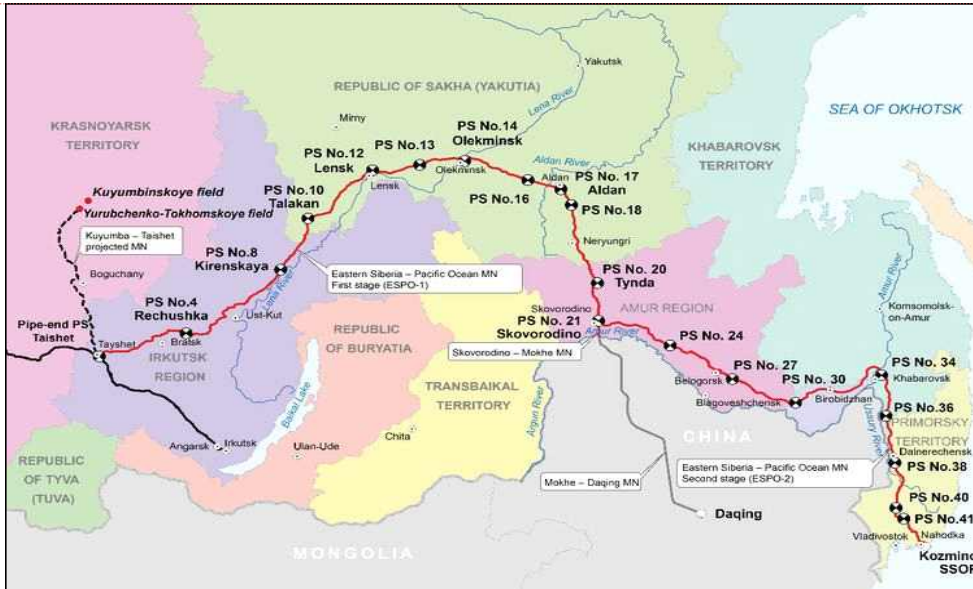 Yakutsk
REPUBLIC OF SAKHA (YAKUTIA)
Lena River
SEA OF OKHOTSK
KRASNOYARSK
TERRITORY
Mirny
PS No.14
Olekminsk
PS No.13
PS No.12
Lensk
Olekminsk
Lensk
KHABAROVSK
TERRITORY
Aldan River
Aldan
PS No. 17
Aldan
PS No.16
PS No.18
PS No.10
Talakan
Kuyumbinskoye field
Yurubchenko-Tokhomskoye field
Kuyumba – Taishet
projected MN
Neryungri
PS No.8
Kirenskaya
Lena River
Eastern Siberia – Pacific Ocean MN
First stage (ESPO-1)
Boguchany
PS No. 20
Tynda
Amur River
PS No.4
Rechushka
Ust-Kut
Skovorodino
AMUR REGION
PS No. 21
Skovorodino
Amur River
Komsomolsk-
on-Amur
Pipe-end PS
Taishet
Tayshet
Bratsk
IRKUTSK
REGION
REPUBLIC
OF BURYATIA
Skovorodino – Mokhe MN
PS No. 24
PS No. 27
PS No. 30
PS No. 34
Khabarovsk
Belogorsk
Blagoveshchensk
Birobidzhan
TRANSBAIKAL
TERRITORY
Argun River
Baikal Lake
PS No.36
PRIMORSKY
TERRITORY
Ussury River
Angarsk
Irkutsk
Ulan-Ude
Chita
CHINA
Dalnerechensk
PS No.38
REPUBLIC
OF TYVA
(TUVA)
Mokhe – Daqing MN
Eastern Siberia – Pacific Ocean MN
Second stage (ESPO-2)
Daqing
PS No.40
PS No.41
Vladivostok
Nahodka
MONGOLIA
Kozmino
SSOP